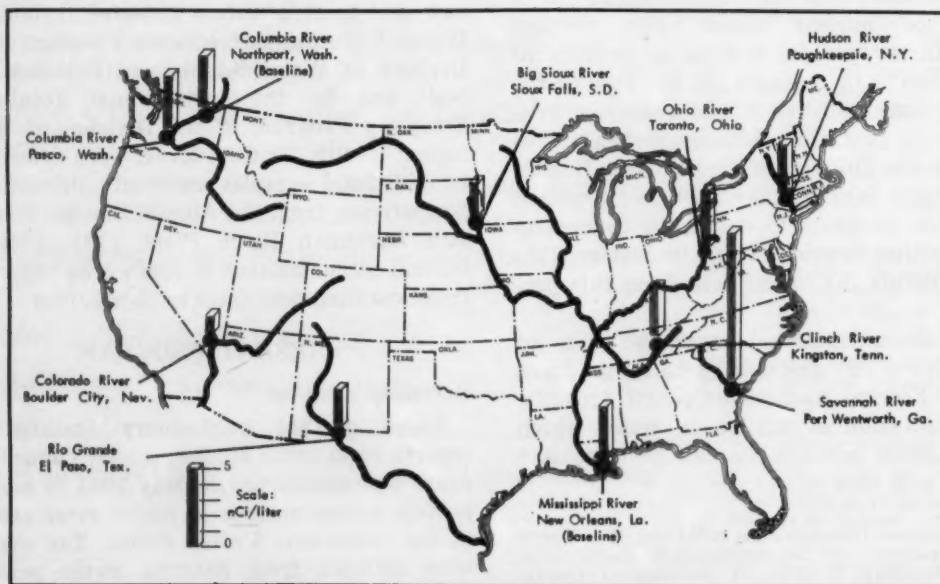 Columbia River
Northport, Wash.
(Baseline)
Hudson River
Poughkeepsie, N.Y.
Big Sioux River
Sioux Falls, S.D.
Ohio River
Toronto, Ohio
Columbia River
Pasco, Wash.
MONT.
N. DAK.
MINN.
S. DAK.
WIS.
MICH.
WYO.
IOWA
NEBR.
NEV.
UTAH
COL.
CAL.
IND.
OHIO
N.J.
N. C.
ARIZ.
N. M.
TEXAS
OKLA.
ARK.
MISS.
ALA.
GA.
LA.
FLA.
Clinch River
Kingston, Tenn.
Colorado River
Boulder City, Nev.
Savannah River
Port Wentworth, Ga.
Rio Grande
El Paso, Tex.
5
Scale:
nCi/liter
0
Mississippi River
New Orleans, La.
(Baseline)